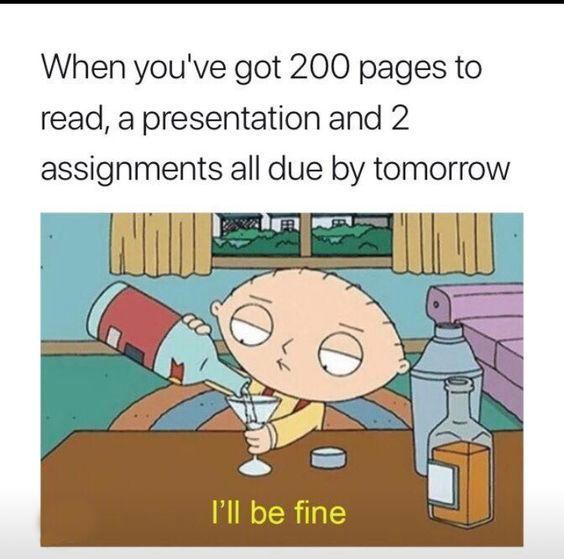 When you've got 200 pages to
read, a presentation and 2
assignments all due by tomorrow
I'll be fine